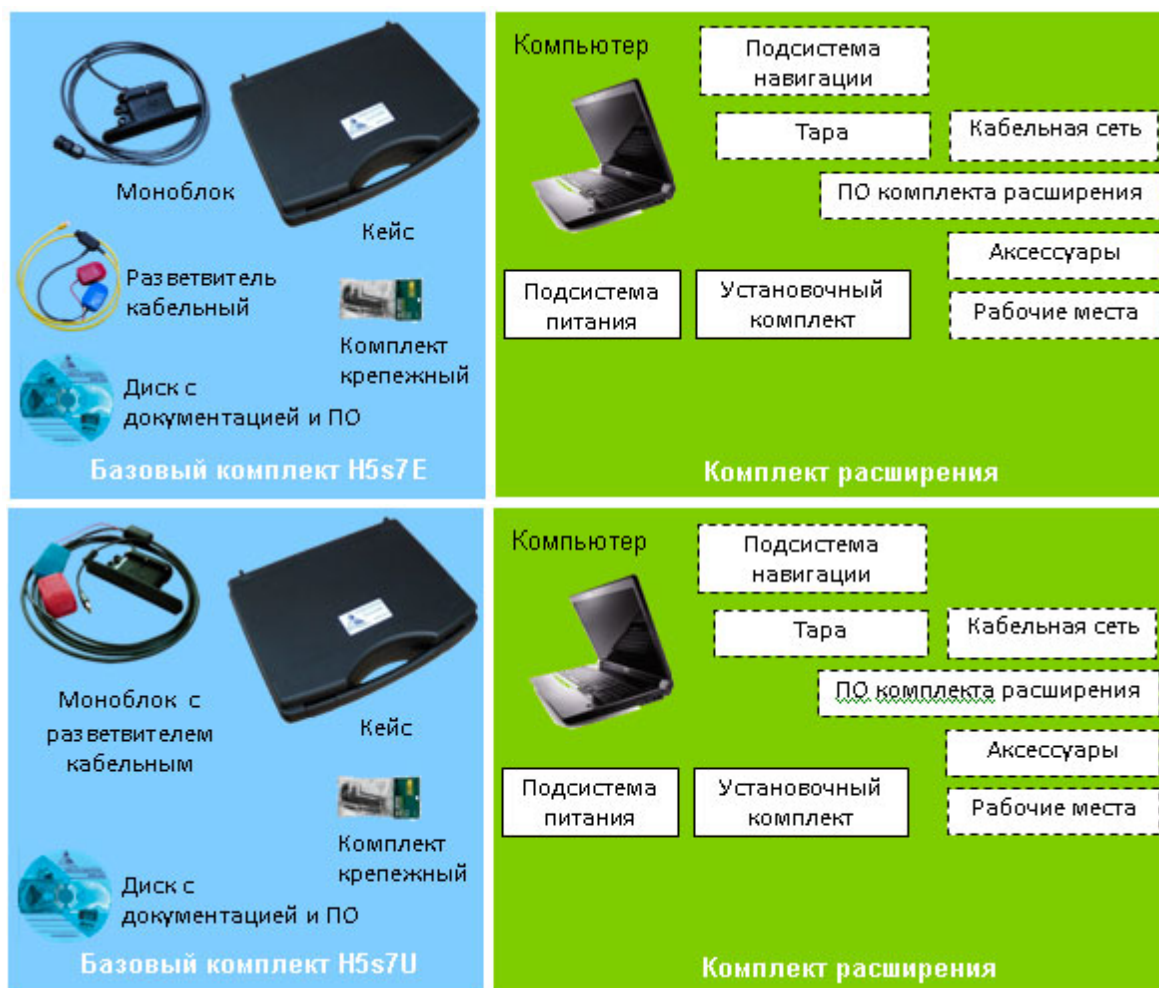 Моноблок
Кейс
Разветвитель
кабельный
Комплект
крепежный
Диск с
документацией и ПО
Базовый комплект H5s7E
Компьютер
Подсистема
навигации
Тара
Кабельная сеть
ПО комплекта расширения
Аксессуары
Подсистема
питания
Установочный
комплект
Рабочие места
Комплект расширения
Моноблок с
разветвителем
кабельным
Кейс
Комплект
крепежный
Диск с
документацией и ПО
Базовый комплект H5s7U
Компьютер
Подсистема
навигации
Тара
Кабельная сеть
ПО комплекта расширения
Аксессуары
Подсистема
питания
Установочный
комплект
Рабочие места
Комплект расширения